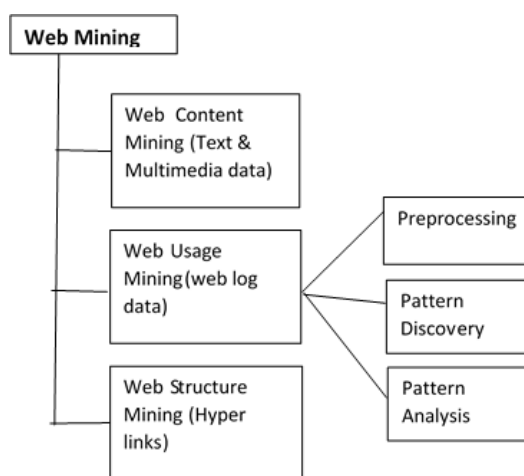 Web Mining
Web Content
Mining (Text &
Multimedia data)
Web Usage
Mining(web log
data)
Web Structure
Mining (Hyper
links)
Preprocessing
Pattern
Discovery
Pattern
Analysis